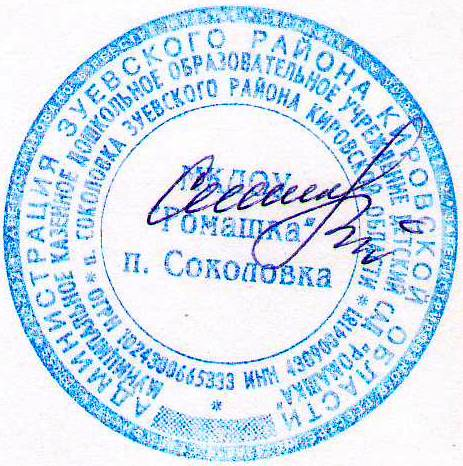 АДМИНИСТРАЦИЯ ЗУЕВСКОГО РАЙОНА КИРОВСКОЙ ОБЛАСТИ
МУНИЦИПАЛЬНОЕ КАЗЕННОЕ ДОШКОЛЬНОЕ ОБРАЗОВАТЕЛЬНОЕ УЧРЕЖДЕНИЕ ДЕТСКИЙ САД "РОМАШКА"
п. СОКОЛОВКА ЗУЕВСКОГО РАЙОНА КИРОВСКОЙ ОБЛАСТИ *
1024300665333 ИНН
МКДОУ
"Ромашка"
п. Соколовка